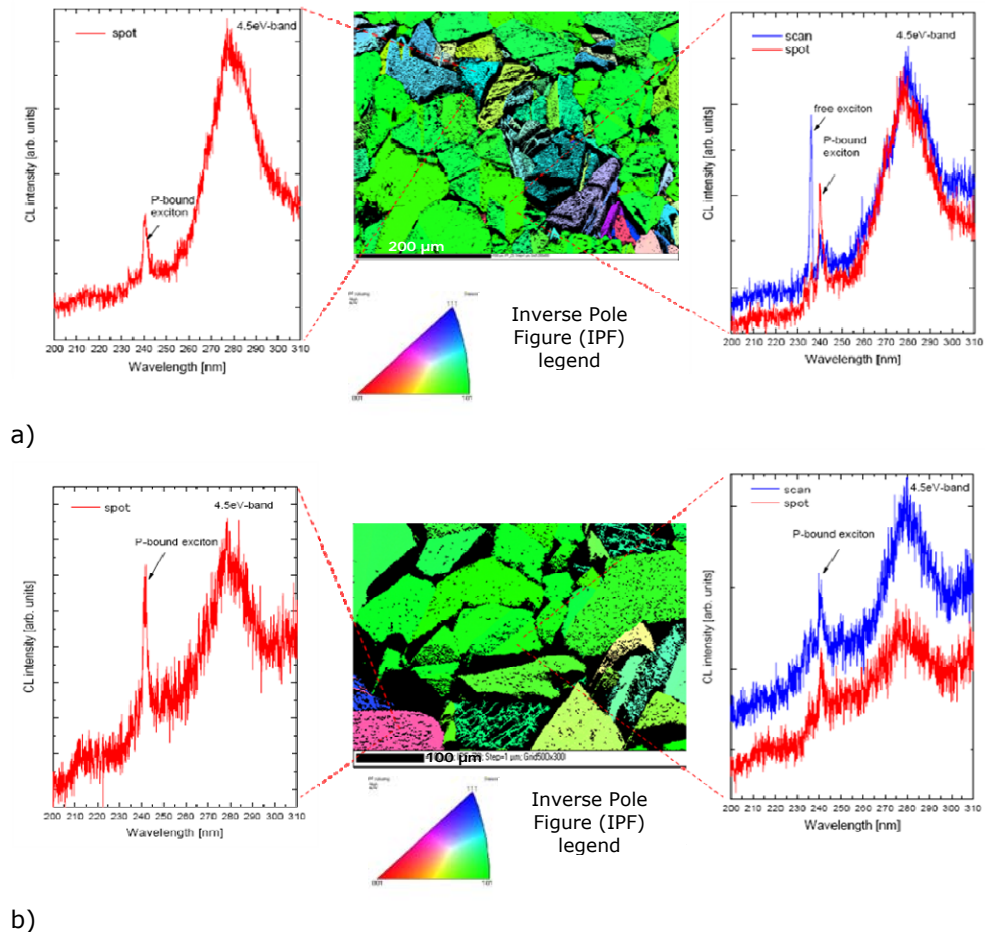 spot
4.5eV-band
P-bound
exciton
CL intensity [arb. units]
200 210 220 230 240 250 260 270 280 290 300 310
Wavelength [nm]
200 µm
scan
spot
4.5eV-band
free exciton
P-bound
exciton
CL intensity [arb. units]
200 210 220 230 240 250 260 270 280 290 300 310
Wavelength [nm]
111
001
101
Inverse Pole
Figure (IPF)
legend
a)
spot
4.5eV-band
P-bound exciton
CL intensity [arb. units]
200 210 220 230 240 250 260 270 280 290 300 310
Wavelength [nm]
100 µm
Step=1 µm; Grid500x300
scan
spot
4.5eV-band
P-bound exciton
CL intensity [arb. units]
200 210 220 230 240 250 260 270 280 290 300 310
Wavelength [nm]
111
001
101
Inverse Pole
Figure (IPF)
legend
b)